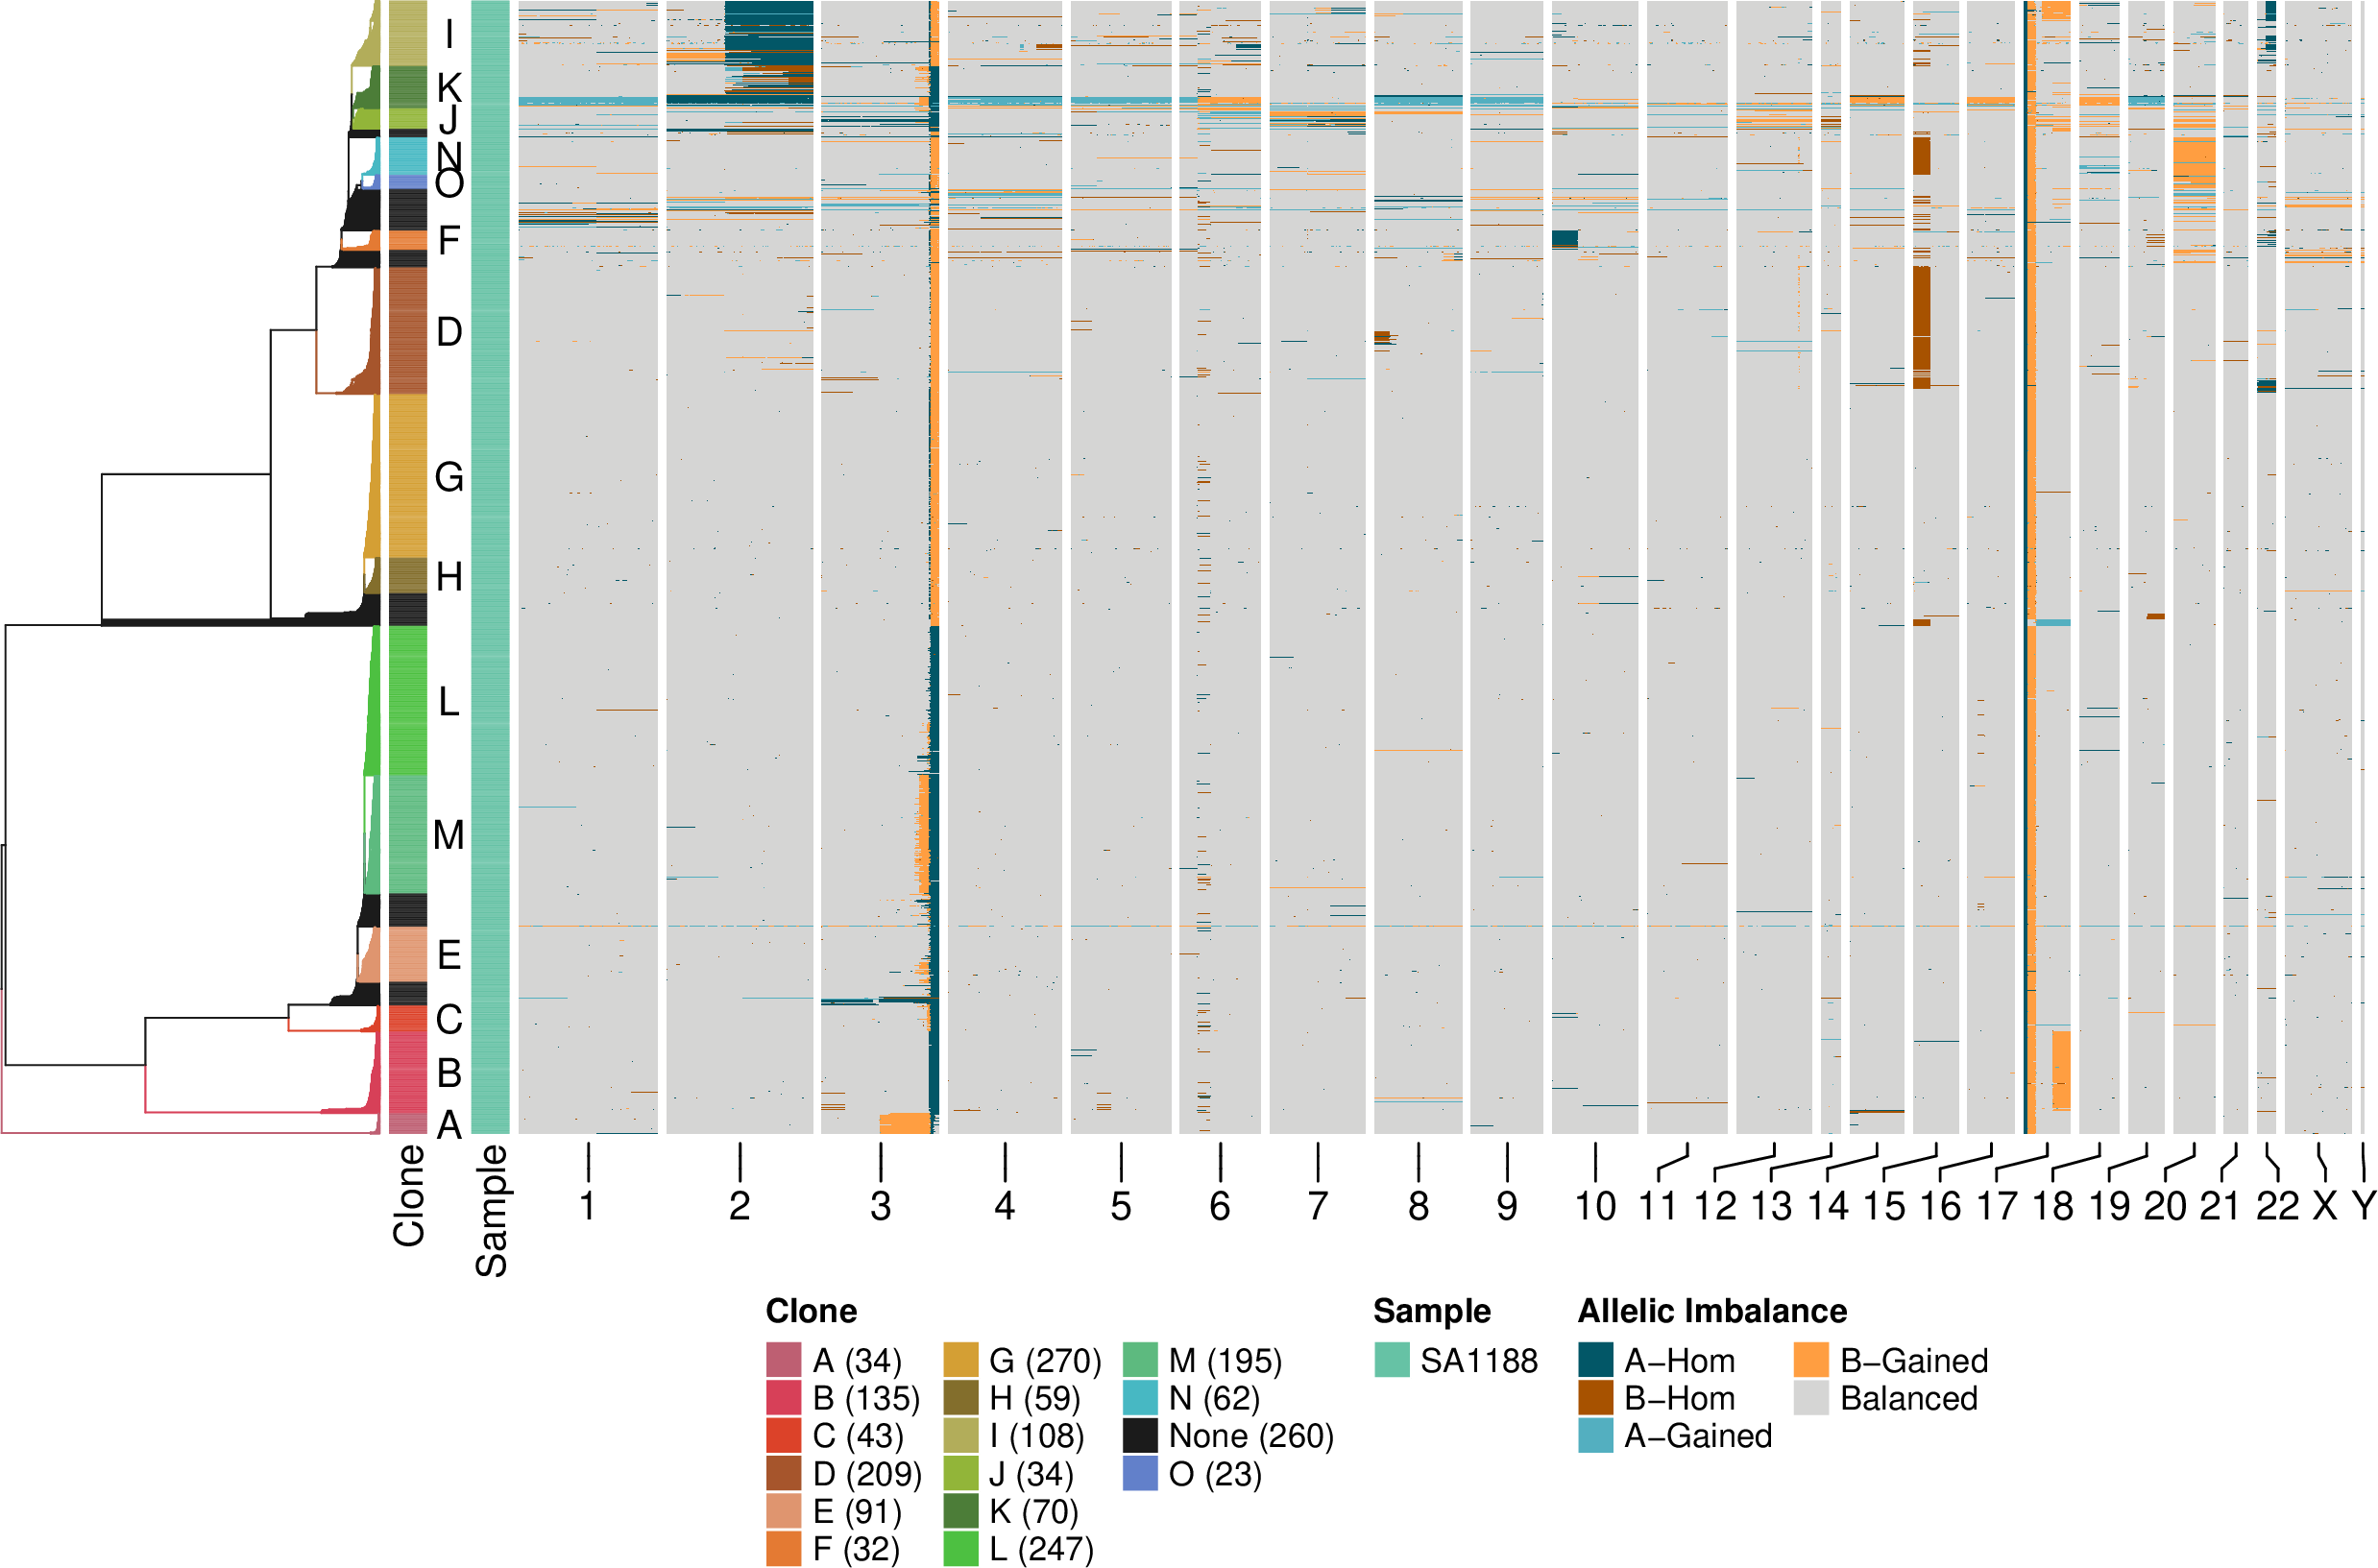 I
K
J
N
O
F
D
G
H
L
M
E
C
B
A
Clone
Sample
1 2 3 4 5 6 7 8 9 10 11 12 13 14 15 16 17 18 19 20 21 22 X Y
Clone
A (34)
B (135)
C (43)
D (209)
E (91)
F (32)
G (270)
H (59)
I (108)
J (34)
K (70)
L (247)
M (195)
N (62)
None (260)
O (23)
Sample
SA1188
Allelic Imbalance
A−Hom
B−Hom
A−Gained
B−Gained
Balanced